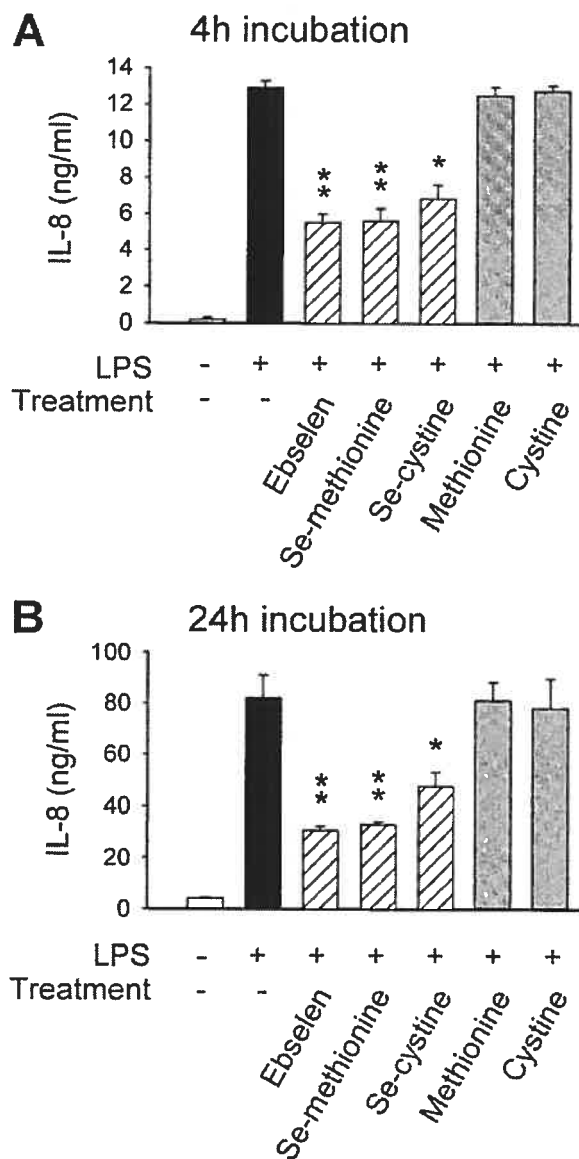 A 4h incubation
14
12
10
8
6
4
2
0
IL-8 (ng/ml)
** ** *
LPS - + + + + + +
Treatment - -
Ebselen
Se-methionine
Se-cystine
Methionine
Cystine
B 24h incubation
100
80
60
40
20
0
IL-8 (ng/ml)
** ** *
LPS - + + + + + +
Treatment - -
Ebselen
Se-methionine
Se-cystine
Methionine
Cystine